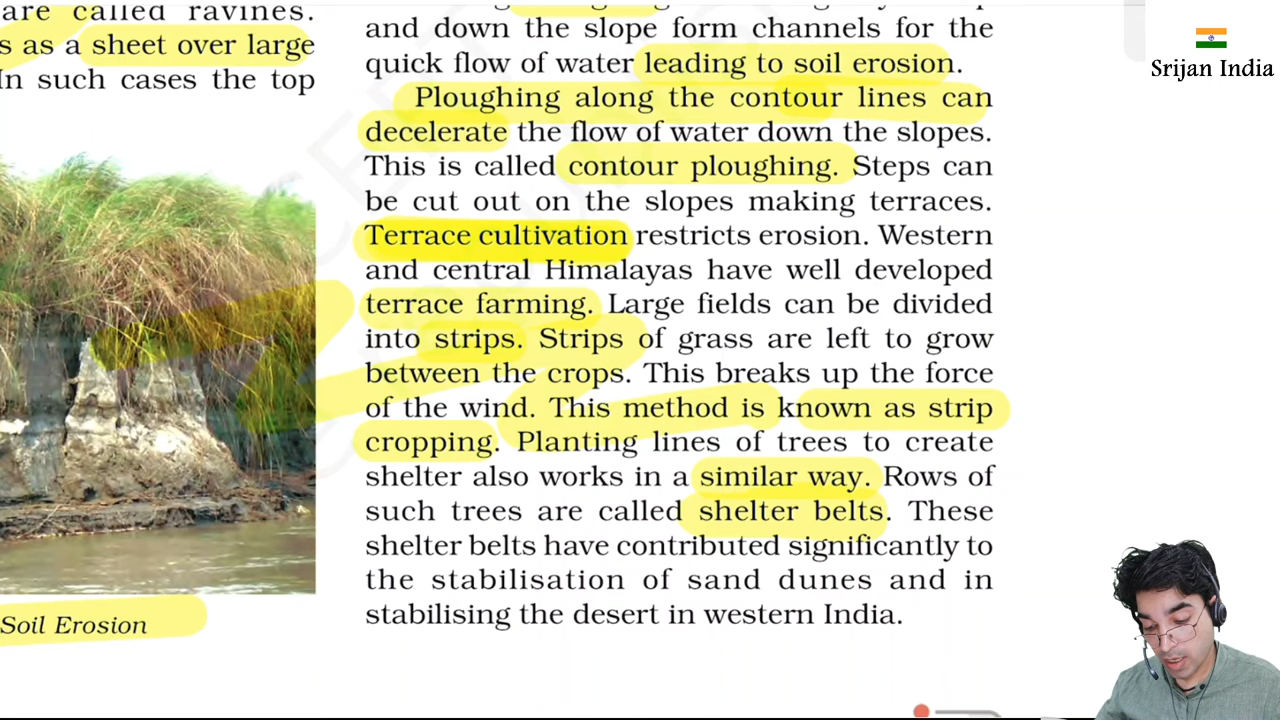 are called ravines.
s as a sheet over large
In such cases the top
Soil Erosion
and down the slope form channels for the
quick flow of water leading to soil erosion.
Ploughing along the contour lines can
decelerate the flow of water down the slopes.
This is called contour ploughing. Steps can
be cut out on the slopes making terraces.
Terrace cultivation restricts erosion. Western
and central Himalayas have well developed
terrace farming. Large fields can be divided
into strips. Strips of grass are left to grow
between the crops. This breaks up the force
of the wind. This method is known as strip
cropping. Planting lines of trees to create
shelter also works in a similar way. Rows of
such trees are called shelter belts. These
shelter belts have contributed significantly to
the stabilisation of sand dunes and in
stabilising the desert in western India.
Srijan India